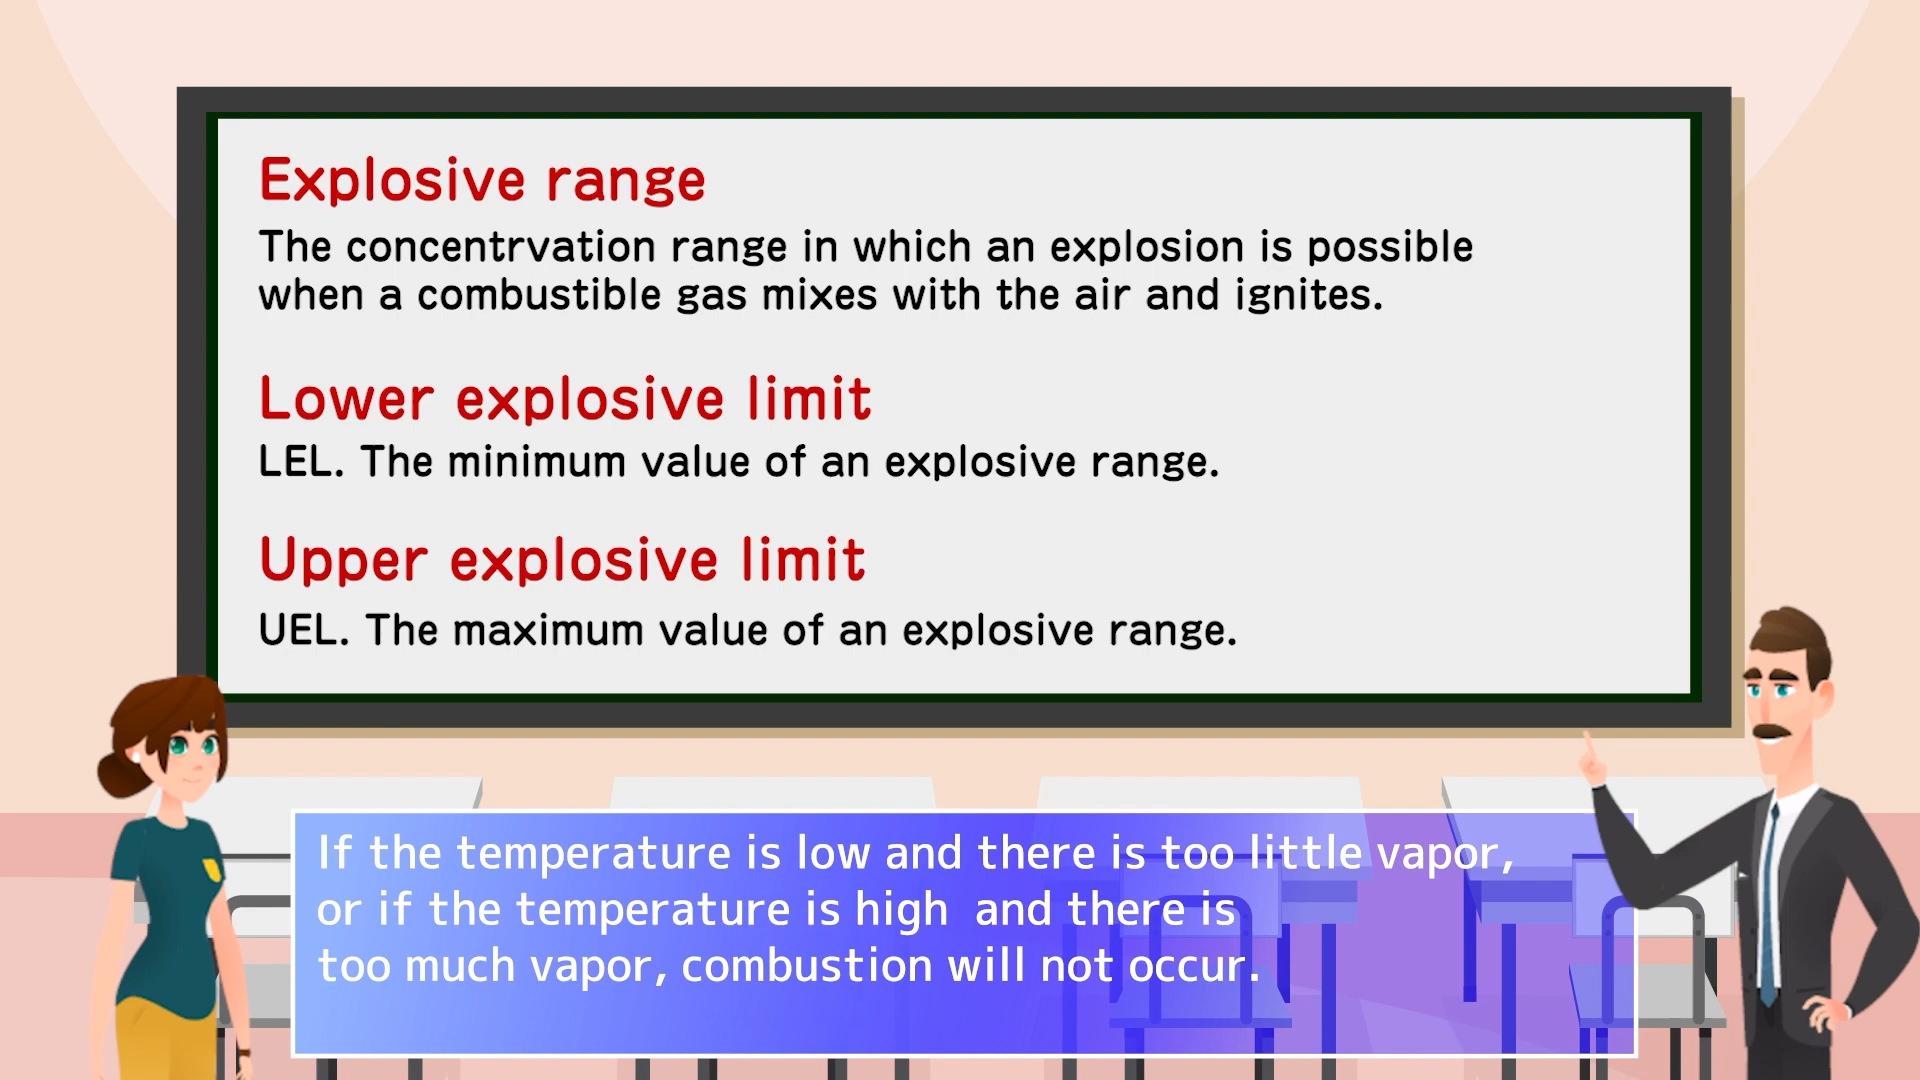 Explosive range
The concentrvation range in which an explosion is possible
when a combustible gas mixes with the air and ignites.
Lower explosive limit
LEL. The minimum value of an explosive range.
Upper explosive limit
UEL. The maximum value of an explosive range.
If the temperature is low and there is too little vapor,
or if the temperature is high  and there is
too much vapor, combustion will not occur.